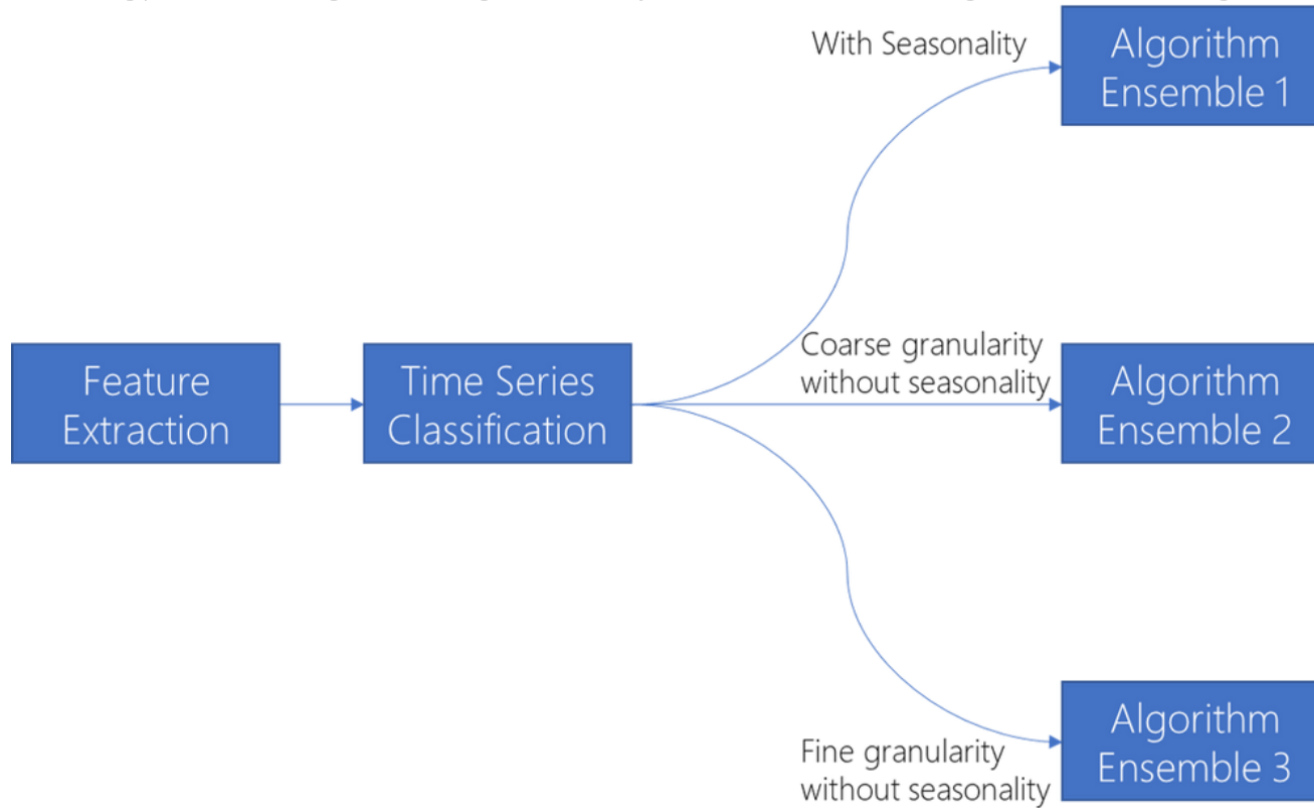 With Seasonality
Algorithm
Ensemble 1
Feature
Extraction
Time Series
Classification
Coarse granularity
without seasonality
Algorithm
Ensemble 2
Fine granularity
without seasonality
Algorithm
Ensemble 3